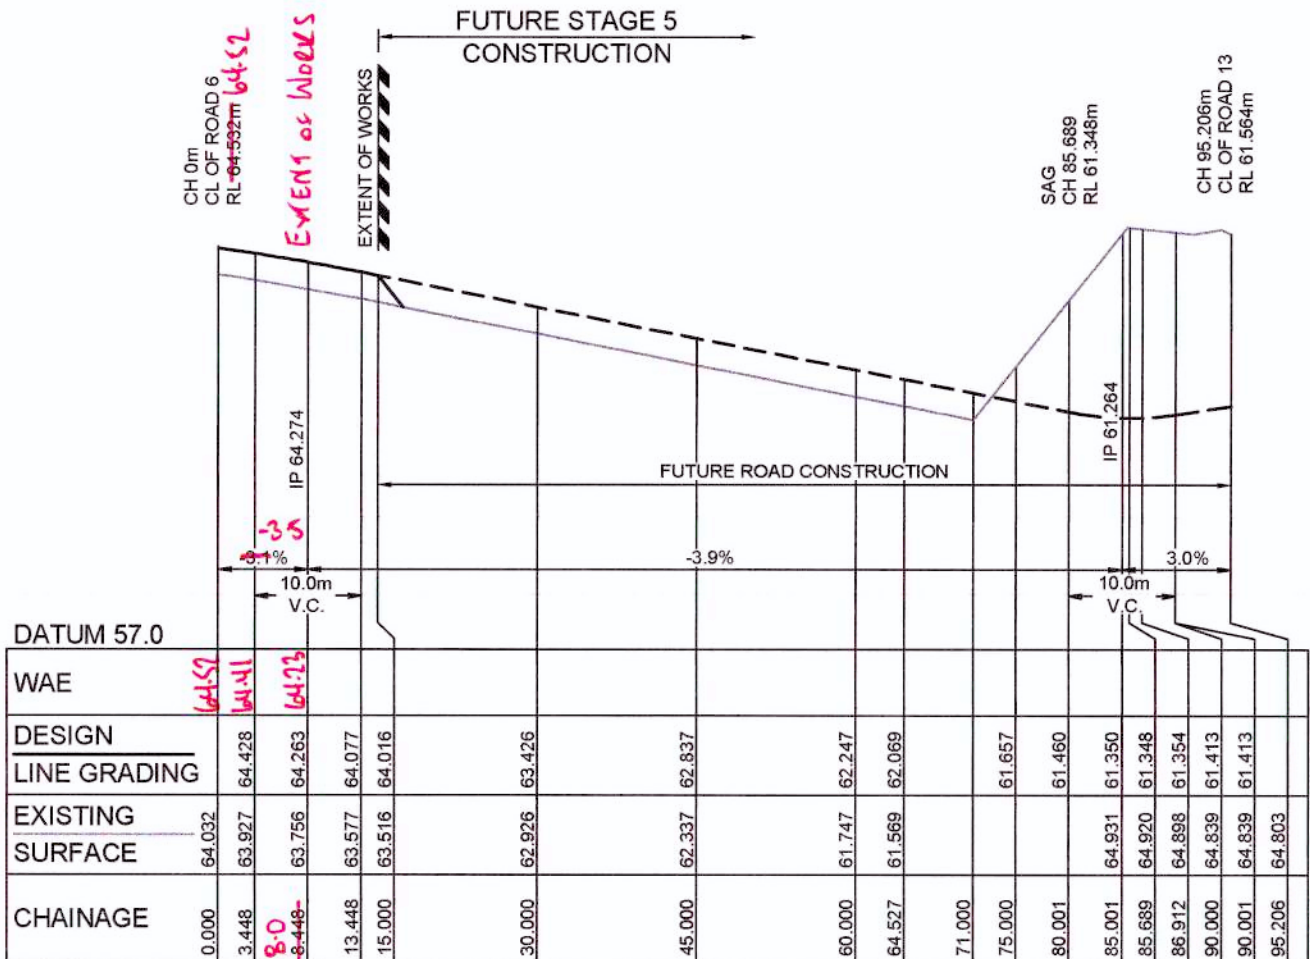 FUTURE STAGE 5
CONSTRUCTION
CH 0m
CL OF ROAD 6
RL 64.532m 64.52
EXTENT OF WORKS
EXTENT OF WORKS
SAG
CH 85.689
RL 61.348m
CH 95.206m
CL OF ROAD 13
RL 61.564m
IP 64.274
IP 61.264
FUTURE ROAD CONSTRUCTION
-3.5
-3.1% -3.9% 3.0%
10.0m 10.0m
V.C. V.C.
DATUM 57.0
WAE 64.52 64.41 64.23
DESIGN
LINE GRADING
64.428 64.263 64.077 64.016 63.426 62.837 62.247 62.069 61.657 61.460 61.350 61.348 61.354 61.413 61.413
EXISTING
SURFACE
64.032 63.927 63.756 63.577 63.516 62.926 62.337 61.747 61.569 64.931 64.920 64.898 64.839 64.839 64.803
CHAINAGE 0.000 3.448 8.0 8.448 13.448 15.000 30.000 45.000 60.000 64.527 71.000 75.000 80.001 85.001 85.689 86.912 90.000 90.001 95.206